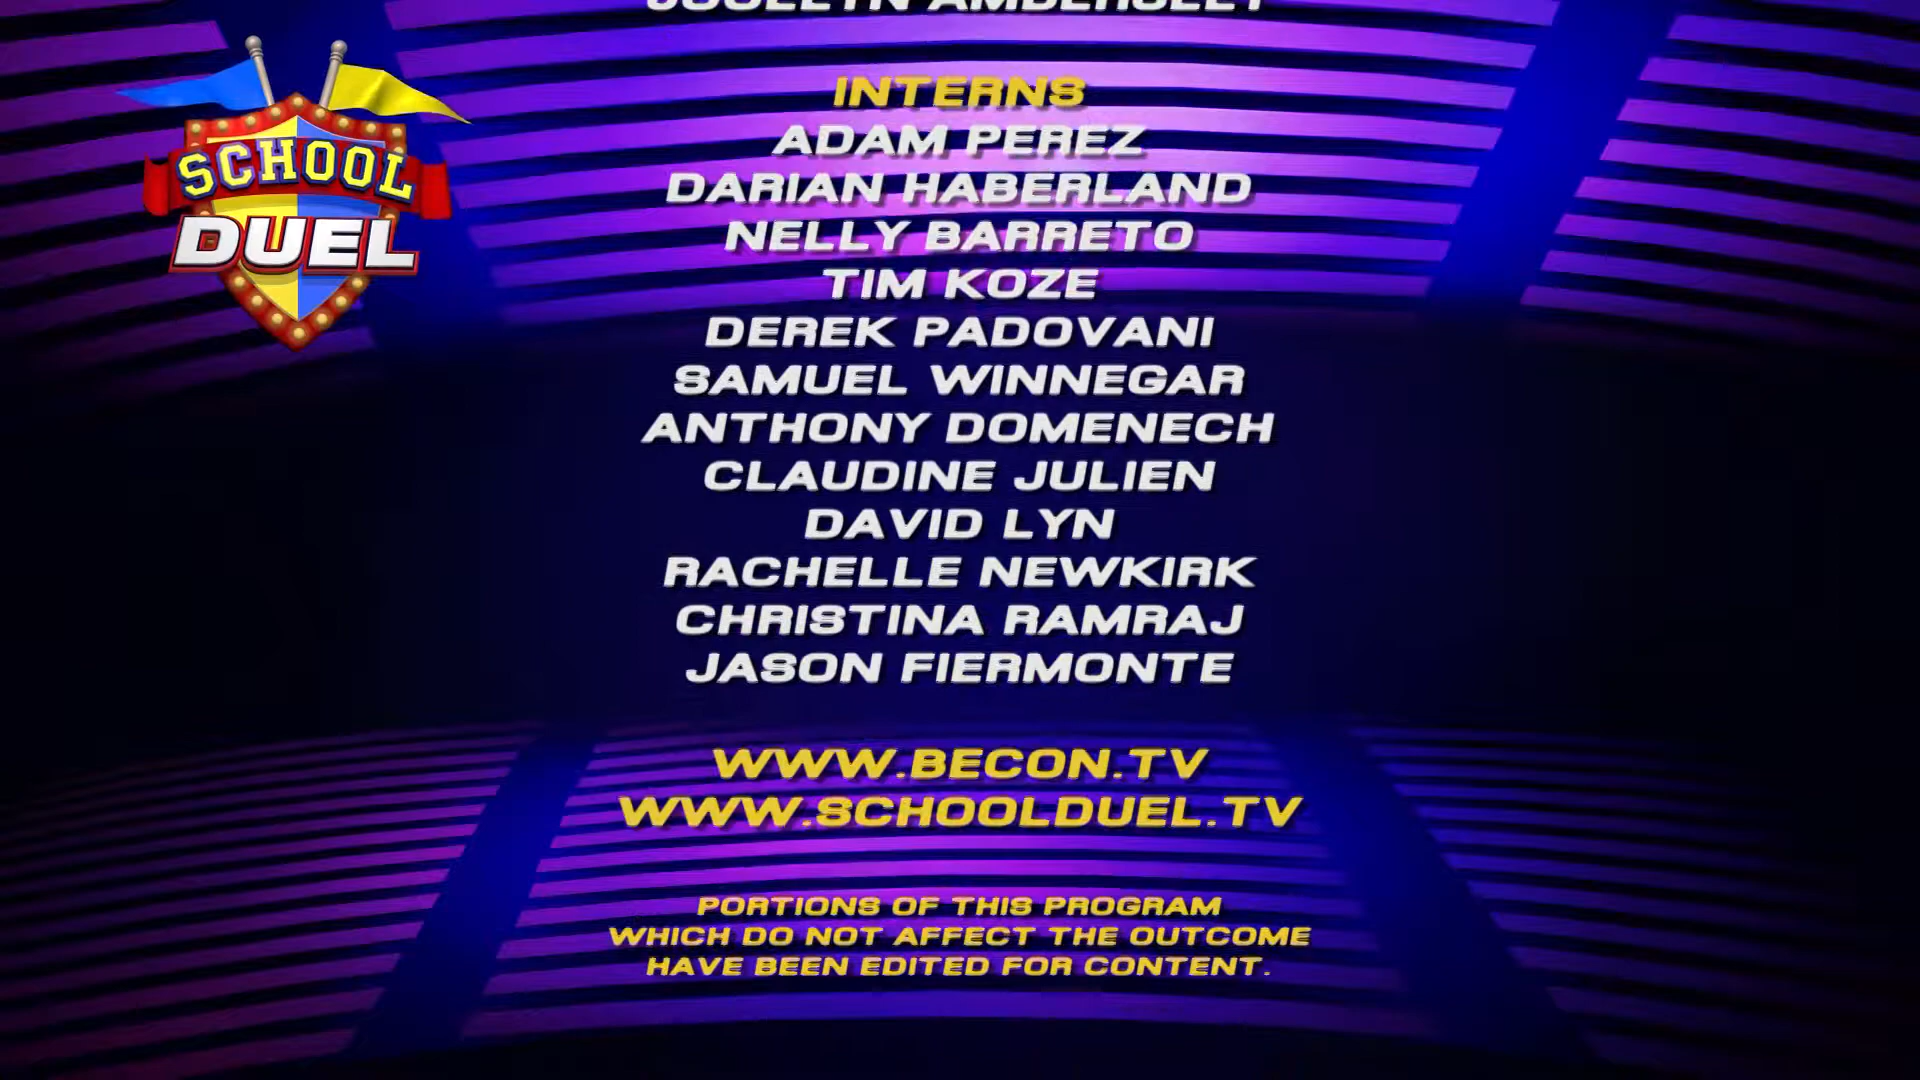 INTERNS
ADAM PEREZ
DARIAN HABERLAND
NELLY BARRETO
TIM KOZE
DEREK PADOVANI
SAMUEL WINNEGAR
ANTHONY DOMENECH
CLAUDINE JULIEN
DAVID LYN
RACHELLE NEWKIRK
CHRISTINA RAMRAJ
JASON FIERMONTE
SCHOOL
DUEL
WWW.BECON.TV
WWW.SCHOOLDUEL.TV
PORTIONS OF THIS PROGRAM
WHICH DO NOT AFFECT THE OUTCOME
HAVE BEEN EDITED FOR CONTENT.